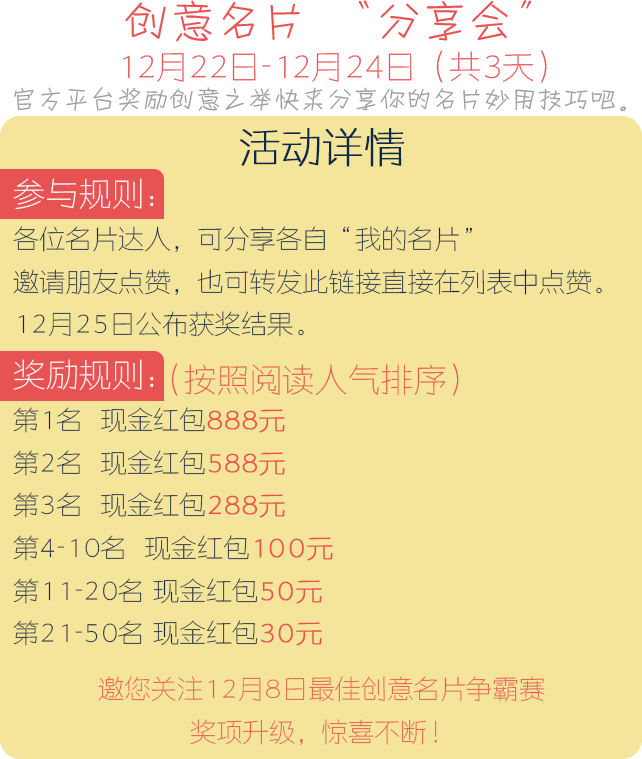 创意名片 “分享会”
12月22日-12月24日（共3天）
官方平台奖励创意之举快来分享你的名片妙用技巧吧。
活动详情
参与规则：
各位名片达人，可分享各自“我的名片”
邀请朋友点赞，也可转发此链接直接在列表中点赞。
12月25日公布获奖结果。
奖励规则：（按照阅读人气排序）
第1名 现金红包888元
第2名 现金红包588元
第3名 现金红包288元
第4-10名 现金红包100元
第11-20名 现金红包50元
第21-50名 现金红包30元
邀您关注12月8日最佳创意名片争霸赛
奖项升级，惊喜不断！